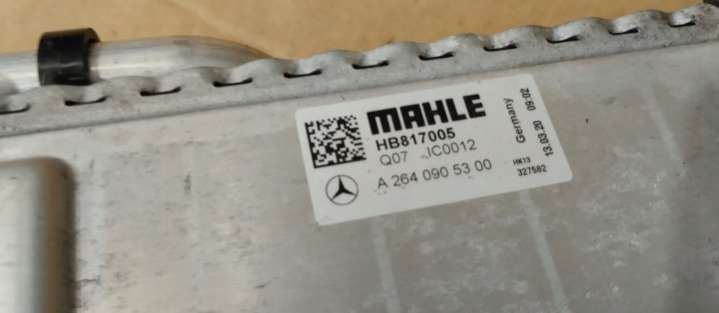 MAHLE
HB817005
Q07 JC0012
A 264 090 53 00
Germany
13.03.20 09:02
HK13
327582